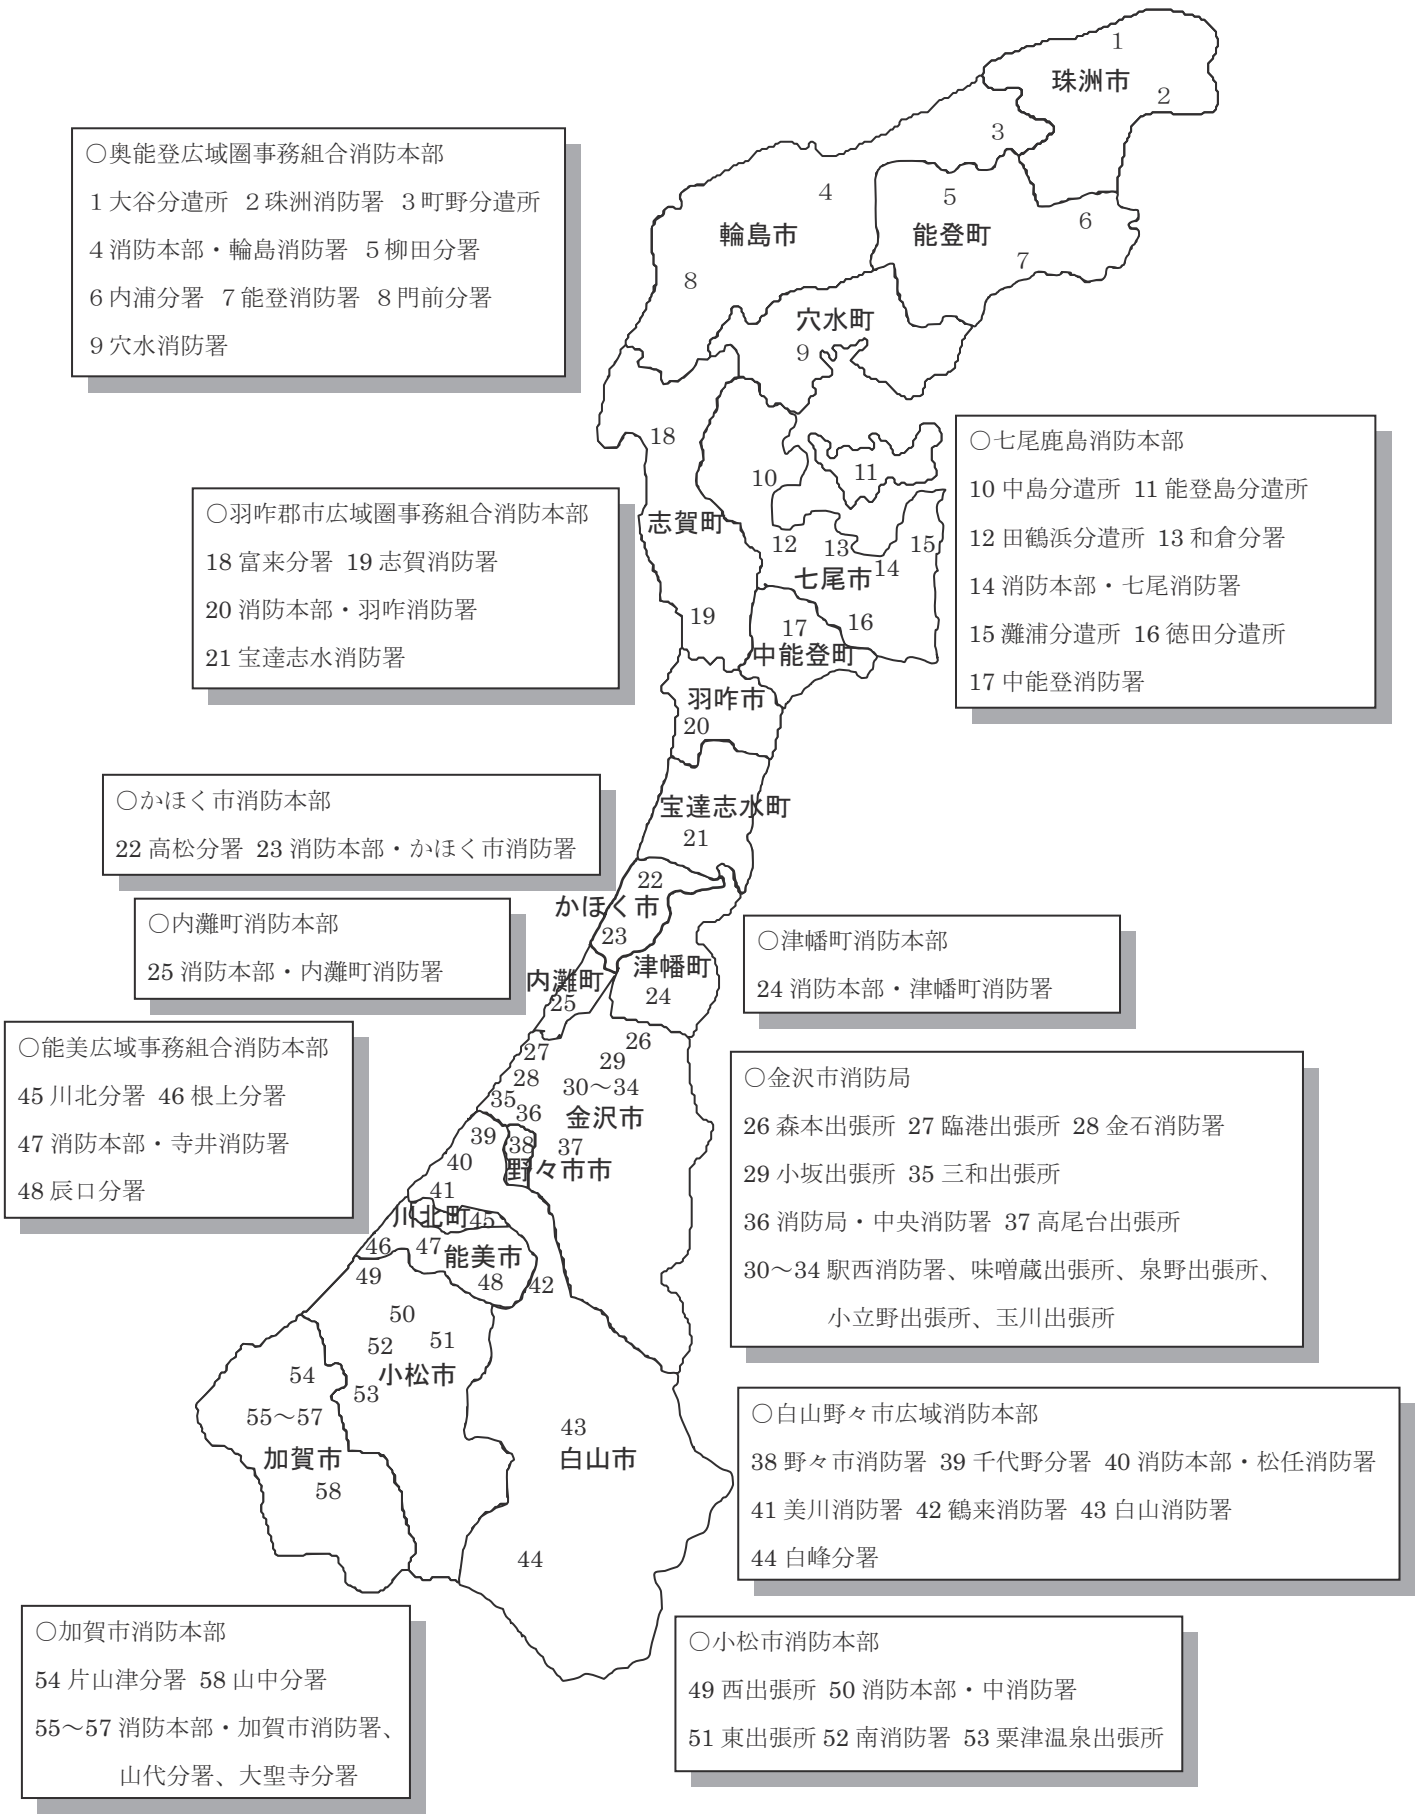 1
珠洲市
2
3
4
5
6
輪島市
能登町
7
8
穴水町
9
○奥能登広域圏事務組合消防本部
1 大谷分遣所 2 珠洲消防署 3 町野分遣所
4 消防本部・輪島消防署 5 柳田分署
6 内浦分署 7 能登消防署 8 門前分署
9 穴水消防署
18
10
11
志賀町
12
13
15
七尾市
14
19
17
16
中能登町
○七尾鹿島消防本部
10 中島分遣所 11 能登島分遣所
12 田鶴浜分遣所 13 和倉分署
14 消防本部・七尾消防署
15 灘浦分遣所 16 徳田分遣所
17 中能登消防署
○羽咋郡市広域圏事務組合消防本部
18 富来分署 19 志賀消防署
20 消防本部・羽咋消防署
21 宝達志水消防署
羽咋市
20
宝達志水町
21
○かほく市消防本部
22 高松分署 23 消防本部・かほく市消防署
22
かほく市
23
○内灘町消防本部
25 消防本部・内灘町消防署
内灘町
25
津幡町
24
○津幡町消防本部
24 消防本部・津幡町消防署
○能美広域事務組合消防本部
45 川北分署 46 根上分署
47 消防本部・寺井消防署
48 辰口分署
26
27
29
28
30～34
35
36
金沢市
39
38
37
40
野々市市
41
川北町
45
46
47
能美市
49
48
42
○金沢市消防局
26 森本出張所 27 臨港出張所 28 金石消防署
29 小坂出張所 35 三和出張所
36 消防局・中央消防署 37 高尾台出張所
30～34 駅西消防署、味噌蔵出張所、泉野出張所、
小立野出張所、玉川出張所
50
52
51
小松市
53
54
55～57
加賀市
58
43
白山市
44
○白山野々市広域消防本部
38 野々市消防署 39 千代野分署 40 消防本部・松任消防署
41 美川消防署 42 鶴来消防署 43 白山消防署
44 白峰分署
○加賀市消防本部
54 片山津分署 58 山中分署
55～57 消防本部・加賀市消防署、
山代分署、大聖寺分署
○小松市消防本部
49 西出張所 50 消防本部・中消防署
51 東出張所 52 南消防署 53 粟津温泉出張所